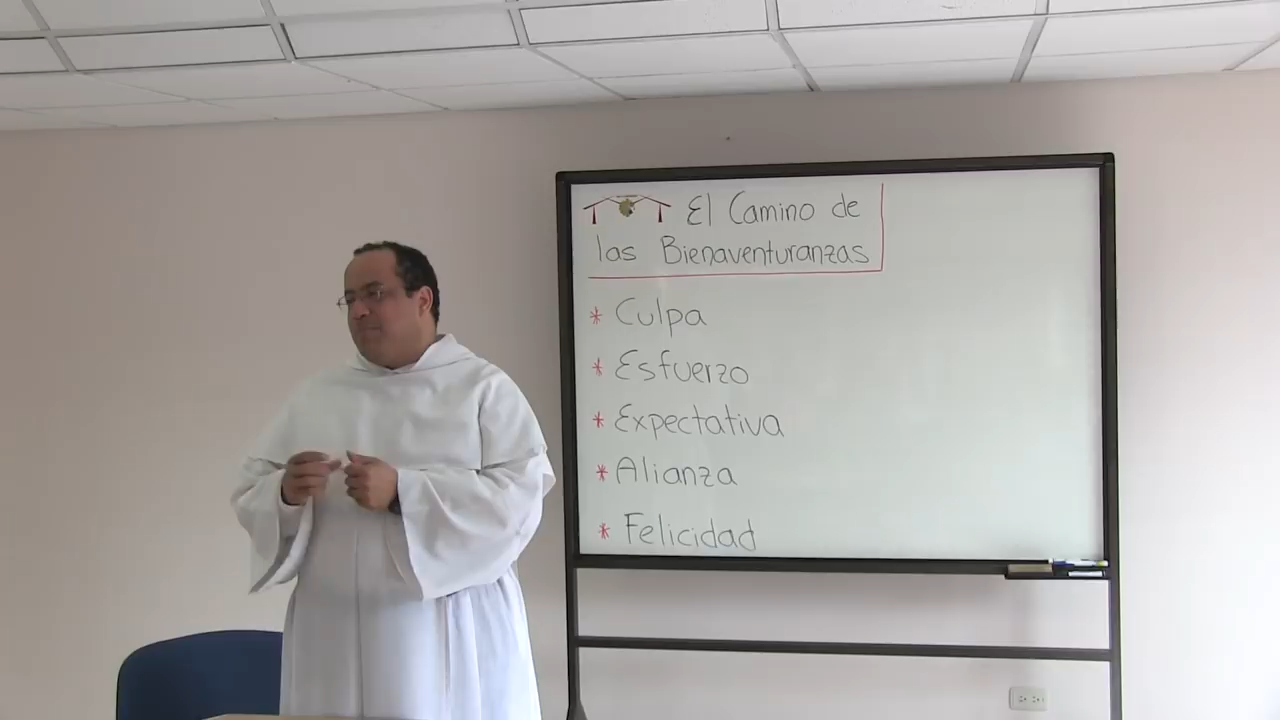 El Camino de
las Bienaventuranzas
* Culpa
* Esfuerzo
* Expectativa
* Alianza
* Felicidad